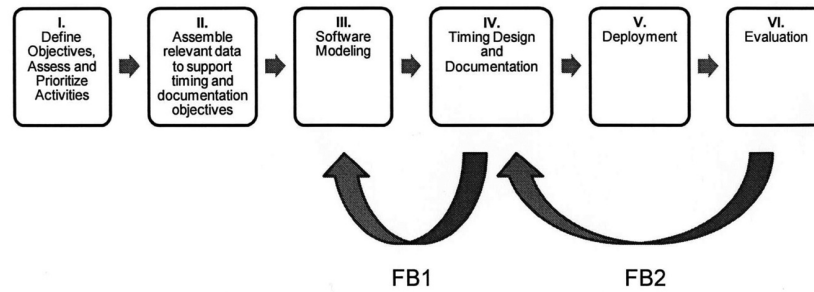 I.
Define
Objectives,
Assess and
Prioritize
Activities
II.
Assemble
relevant data
to support
timing and
documentation
objectives
III.
Software
Modeling
IV.
Timing Design
and
Documentation
V.
Deployment
VI.
Evaluation
FB1
FB2